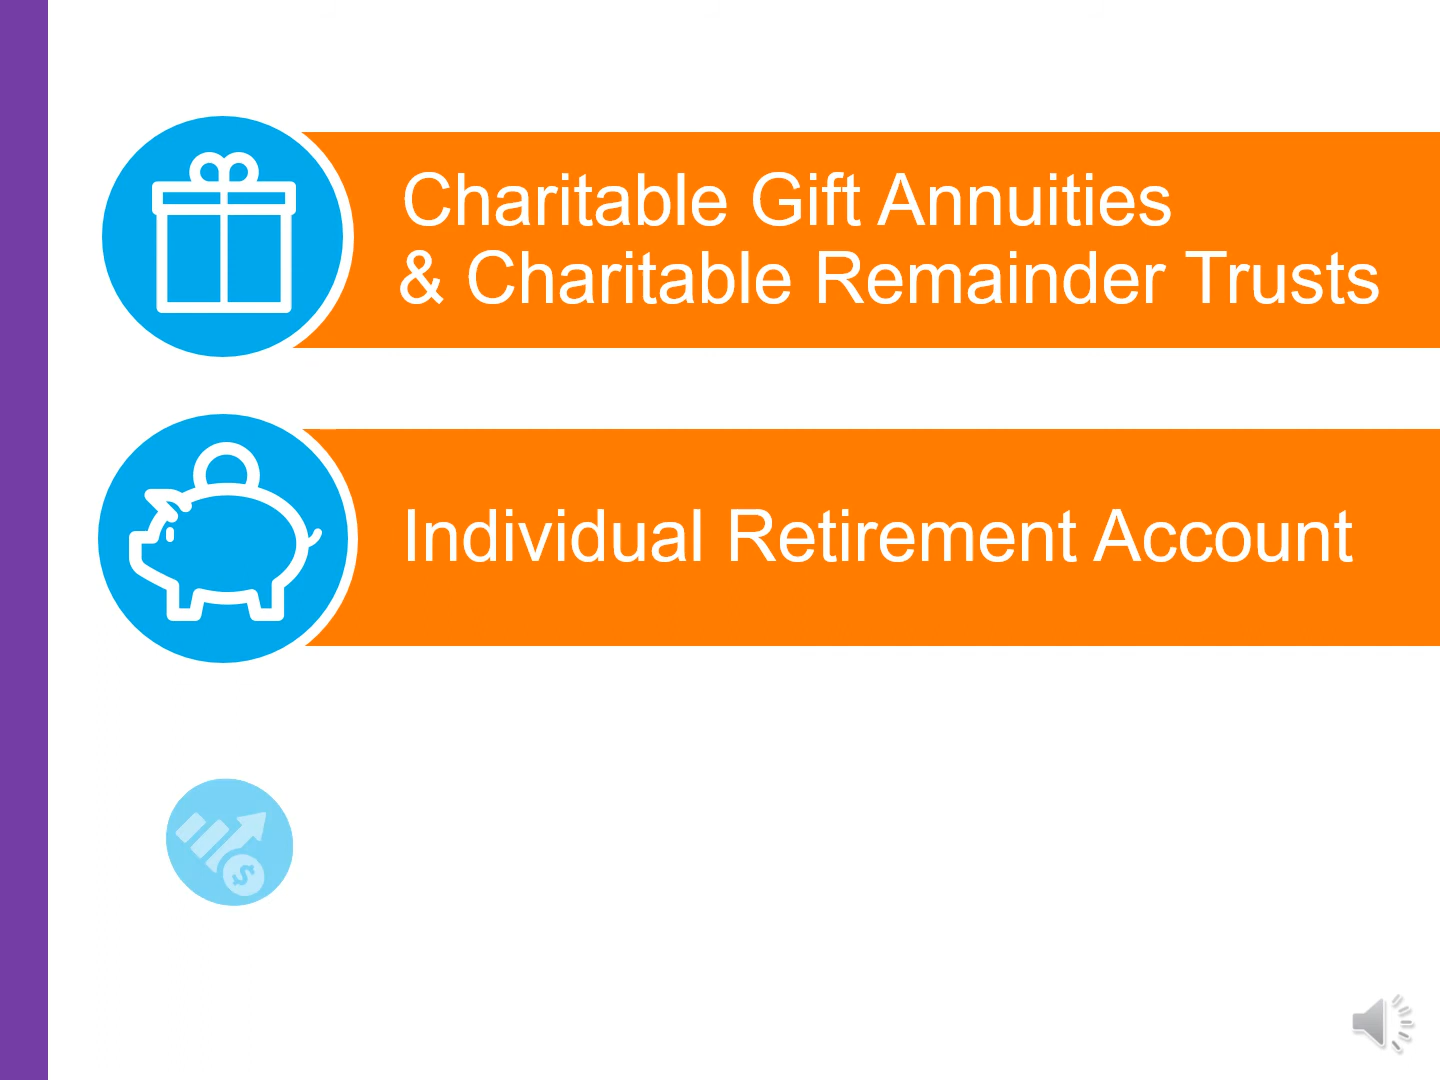 Charitable Gift Annuities
& Charitable Remainder Trusts
Individual Retirement Account
$